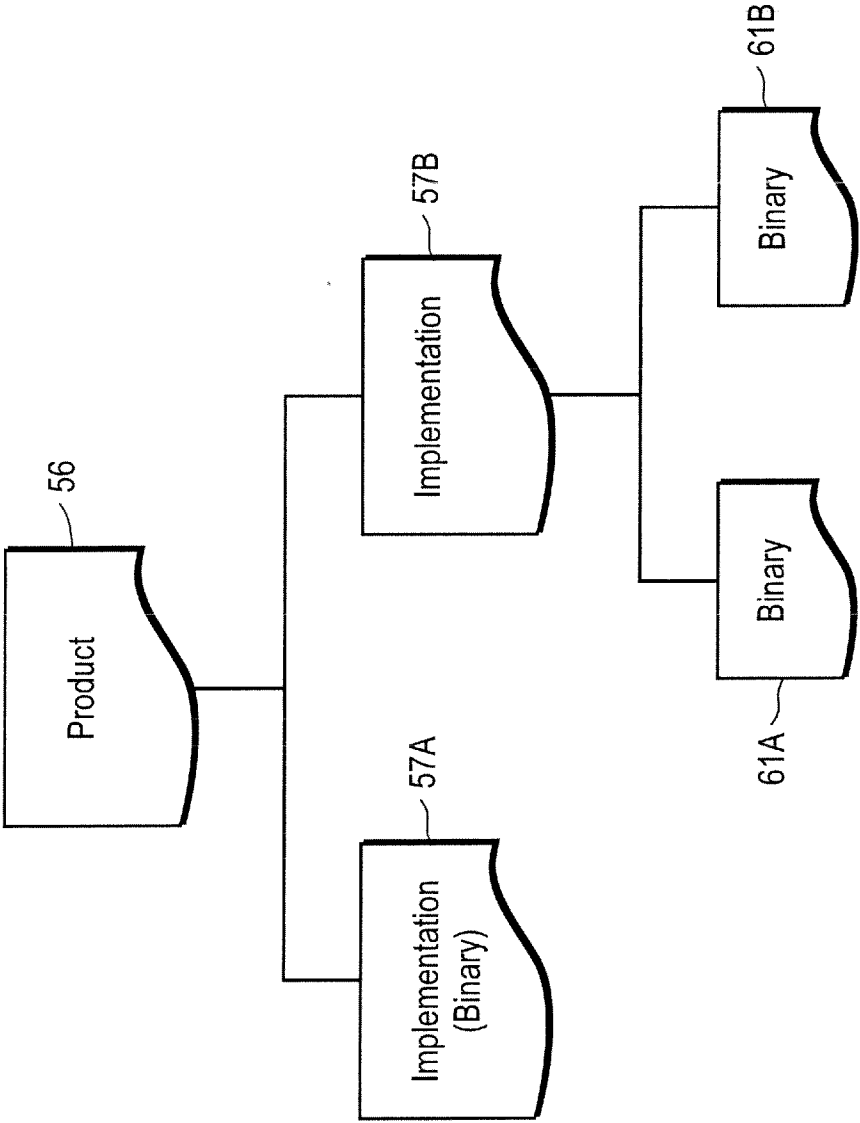 Product
56
Implementation
(Binary)
57A
Implementation
57B
Binary
61A
Binary
61B